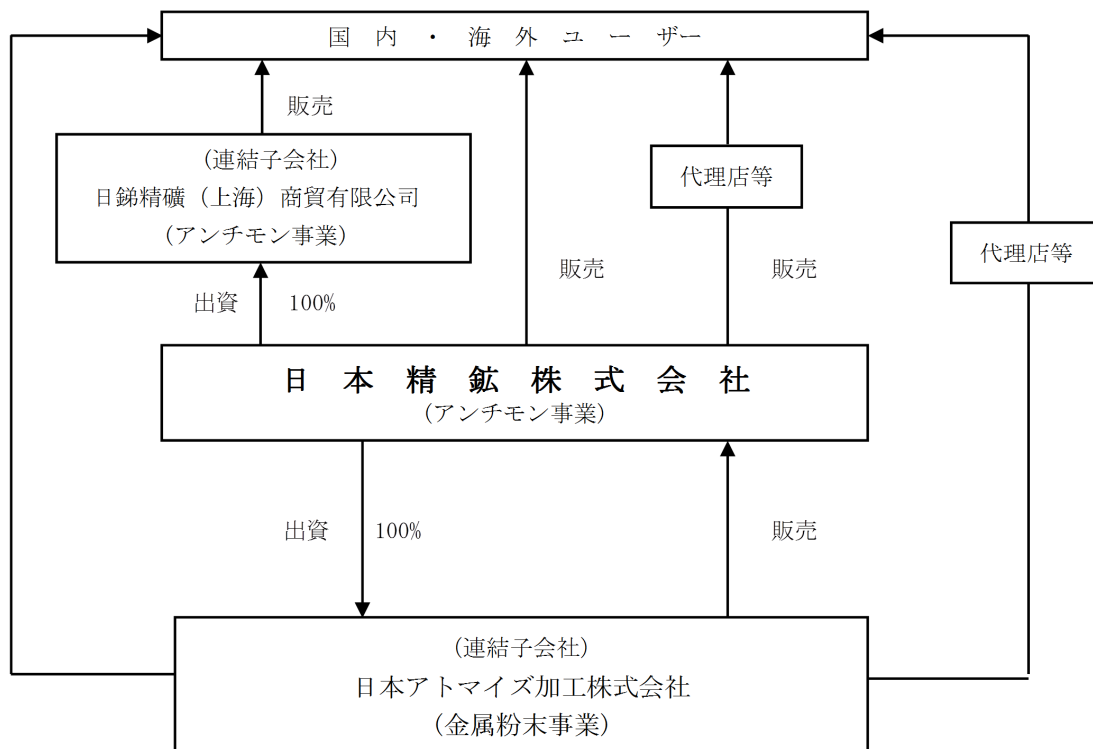 国内・海外ユーザー
販売
(連結子会社)
日銻精礦（上海）商貿有限公司
(アンチモン事業)
代理店等
代理店等
出資 100%
販売
販売
日本精鉱株式会社
(アンチモン事業)
出資 100%
販売
(連結子会社)
日本アトマイズ加工株式会社
(金属粉末事業)